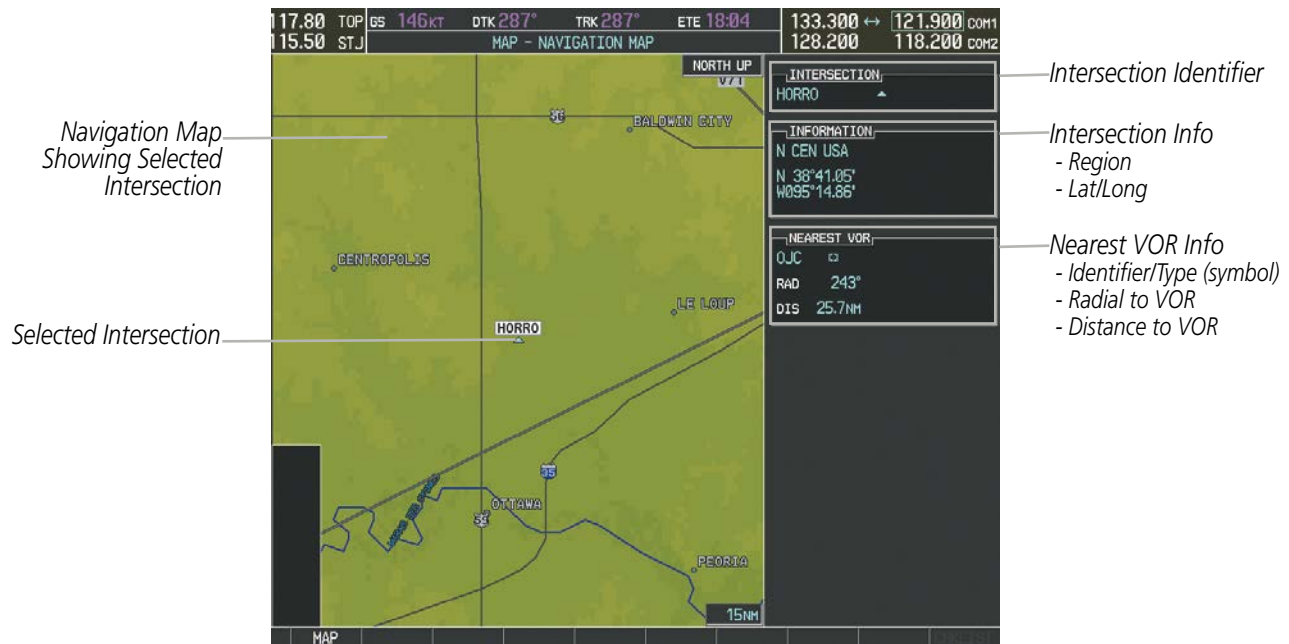 117.80 TOP GS 146KT DTK 287° TRK 287° ETE 18:04 133.300 ↔ 121.900 COM1
115.50 STJ MAP - NAVIGATION MAP 128.200 118.200 COM2
NORTH UP
V71
BALDWIN CITY
CENTROPOLIS
LE LOUP
HORRO
35
OTTAWA
PEORIA
15NM
MAP
INTERSECTION
HORRO
INFORMATION
N CEN USA
N 38°41.05'
W095°14.86'
NEAREST VOR
OJC
RAD 243°
DIS 25.7NM
Navigation Map
Showing Selected
Intersection
Selected Intersection
Intersection Identifier
Intersection Info
- Region
- Lat/Long
Nearest VOR Info
- Identifier/Type (symbol)
- Radial to VOR
- Distance to VOR